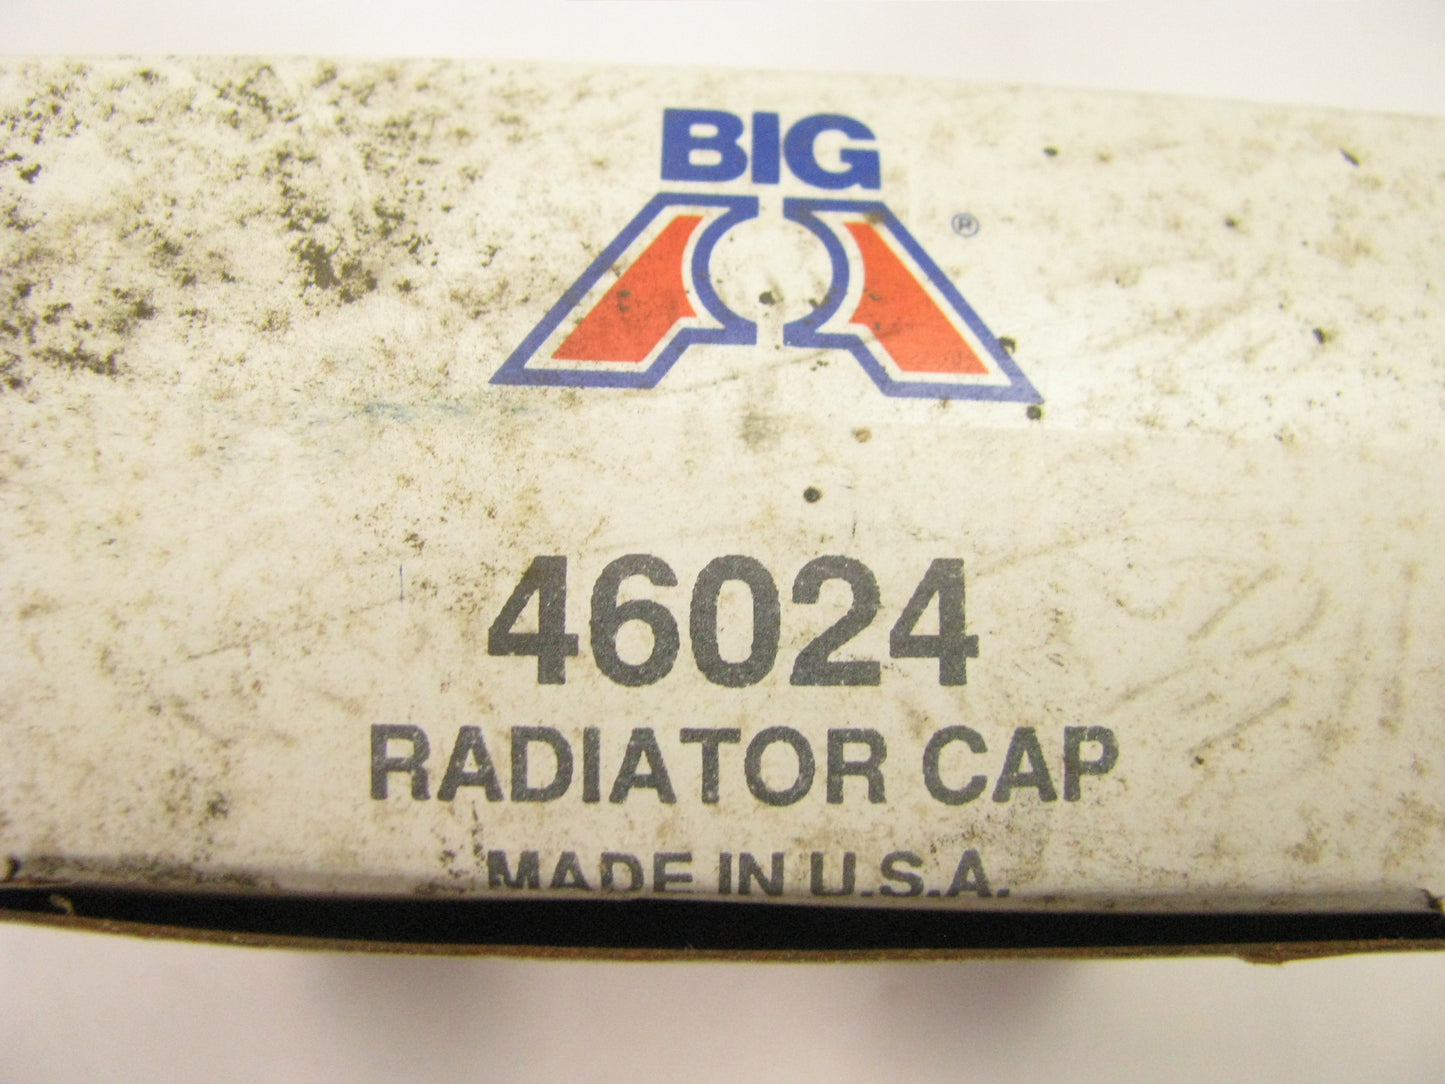 BIG
A ®
46024
RADIATOR CAP
MADE IN U.S.A.